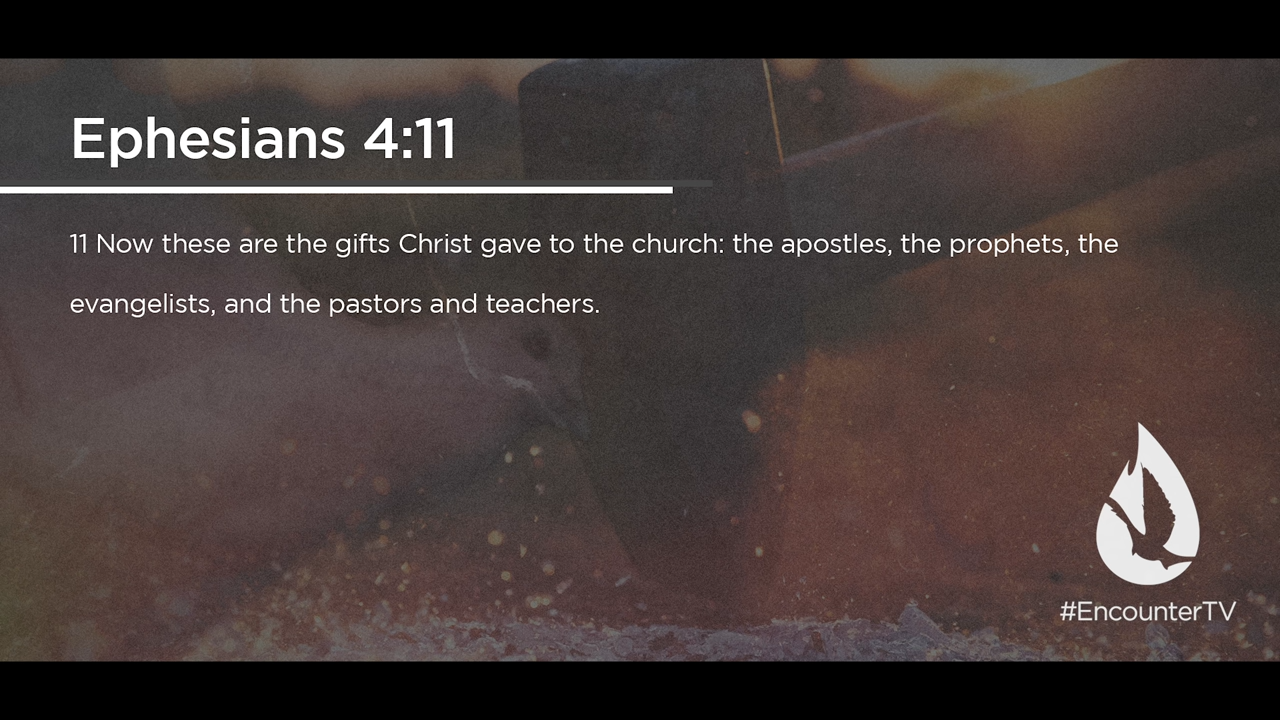 Ephesians 4:11
11 Now these are the gifts Christ gave to the church: the apostles, the prophets, the
evangelists, and the pastors and teachers.
#EncounterTV